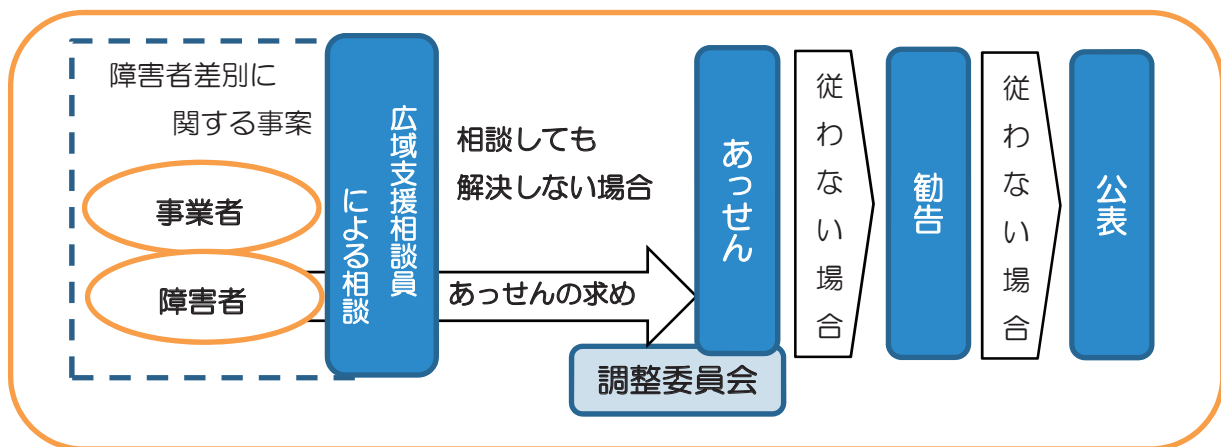 障害者差別に
関する事案
事業者
障害者
広域支援相談員
による相談
相談しても
解決しない場合
あっせんの求め
調整委員会
あっせん
従わない場合
勧告
従わない場合
公表